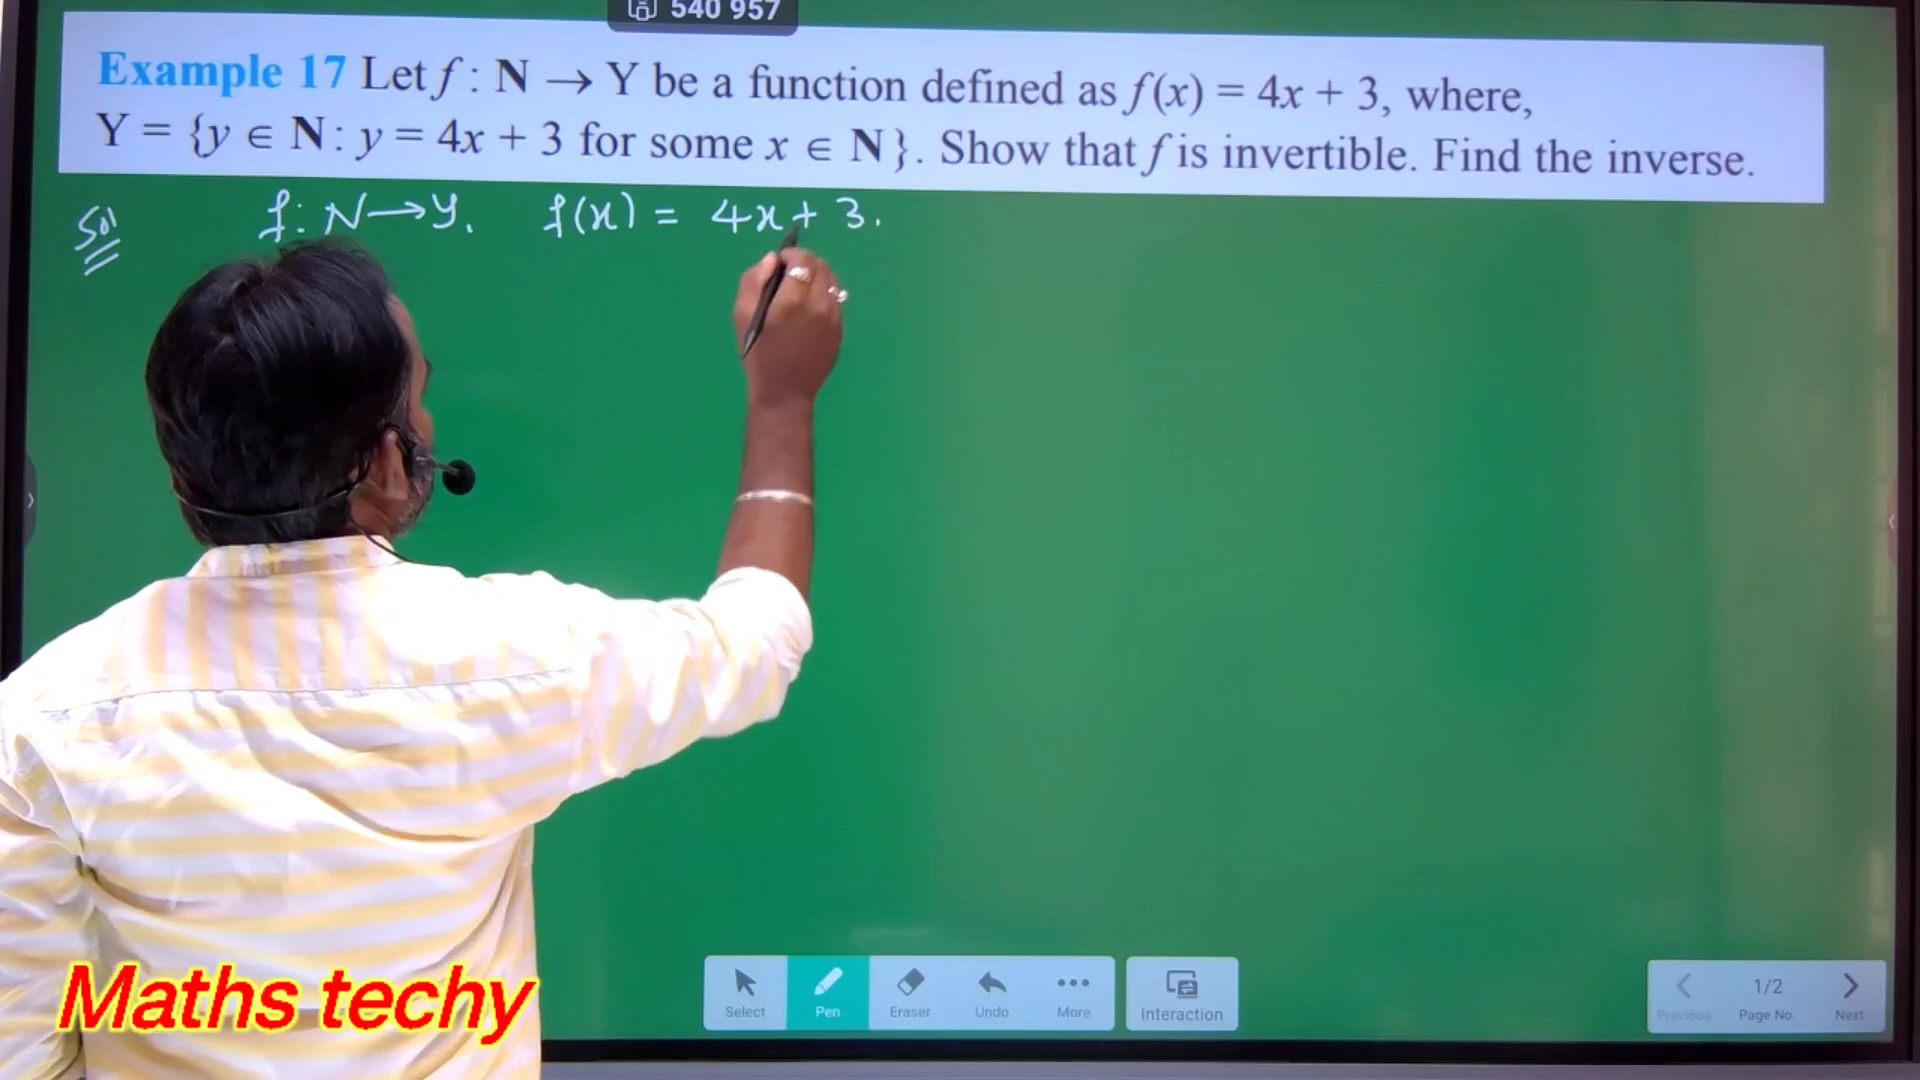 540 957
Example 17 Let f : N → Y be a function defined as f(x) = 4x + 3, where,
Y = {y ∈ N : y = 4x + 3 for some x ∈ N}. Show that f is invertible. Find the inverse.
Sol f: N→Y. f(x) = 4x + 3.
Select Pen Eraser Undo More Interaction
1/2
Previous Page No. Next
Maths techy